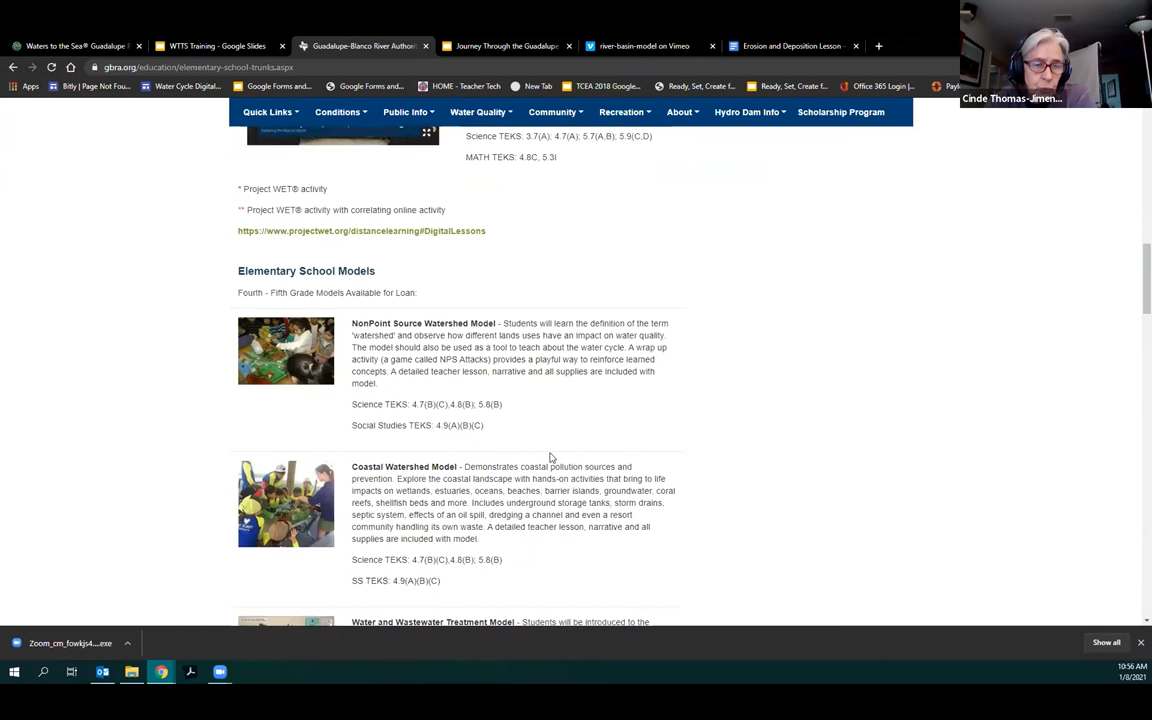 Waters to the Sea® Guadalupe R
WTTS Training - Google Slides
Guadalupe-Blanco River Authori
Journey Through the Guadalupe
river-basin-model on Vimeo
Erosion and Deposition Lesson -
gbra.org/education/elementary-school-trunks.aspx
Apps
Bitly | Page Not Fou...
Water Cycle Digital...
Google Forms and...
Google Forms and...
HOME - Teacher Tech
New Tab
TCEA 2018 Google...
Ready, Set, Create f...
Ready, Set, Create f...
Office 365 Login |...
Cinde Thomas-Jimen...
Quick Links
Conditions
Public Info
Water Quality
Community
Recreation
About
Hydro Dam Info
Scholarship Program
Science TEKS: 3.7(A); 4.7(A); 5.7(A,B); 5.9(C,D)
MATH TEKS: 4.8C, 5.3I
* Project WET® activity
** Project WET® activity with correlating online activity
https://www.projectwet.org/distancelearning#DigitalLessons
Elementary School Models
Fourth - Fifth Grade Models Available for Loan:
NonPoint Source Watershed Model - Students will learn the definition of the term
'watershed' and observe how different lands uses have an impact on water quality.
The model should also be used as a tool to teach about the water cycle. A wrap up
activity (a game called NPS Attacks) provides a playful way to reinforce learned
concepts. A detailed teacher lesson, narrative and all supplies are included with
model.
Science TEKS: 4.7(B)(C),4.8(B); 5.8(B)
Social Studies TEKS: 4.9(A)(B)(C)
Coastal Watershed Model - Demonstrates coastal pollution sources and
prevention. Explore the coastal landscape with hands-on activities that bring to life
impacts on wetlands, estuaries, oceans, beaches, barrier islands, groundwater, coral
reefs, shellfish beds and more. Includes underground storage tanks, storm drains,
septic system, effects of an oil spill, dredging a channel and even a resort
community handling its own waste. A detailed teacher lesson, narrative and all
supplies are included with model.
Science TEKS: 4.7(B)(C),4.8(B); 5.8(B)
SS TEKS: 4.9(A)(B)(C)
Water and Wastewater Treatment Model - Students will be introduced to the
Zoom_cm_fowkjs4....exe
Show all
10:56 AM
1/8/2021